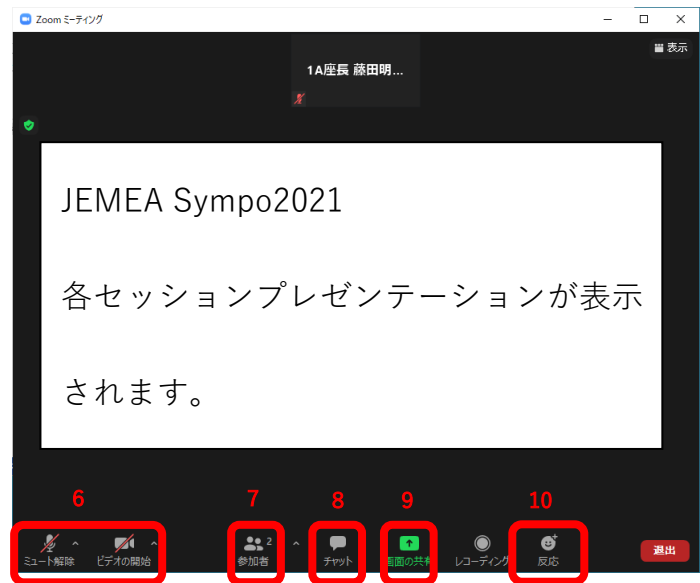 Zoom ミーティング
表示
1A座長 藤田明...
JEMEA Sympo2021
各セッションプレゼンテーションが表示
されます。
6 7 8 9 10
2
ミュート解除 ビデオの開始 参加者 チャット 画面の共有 レコーディング 反応 退出